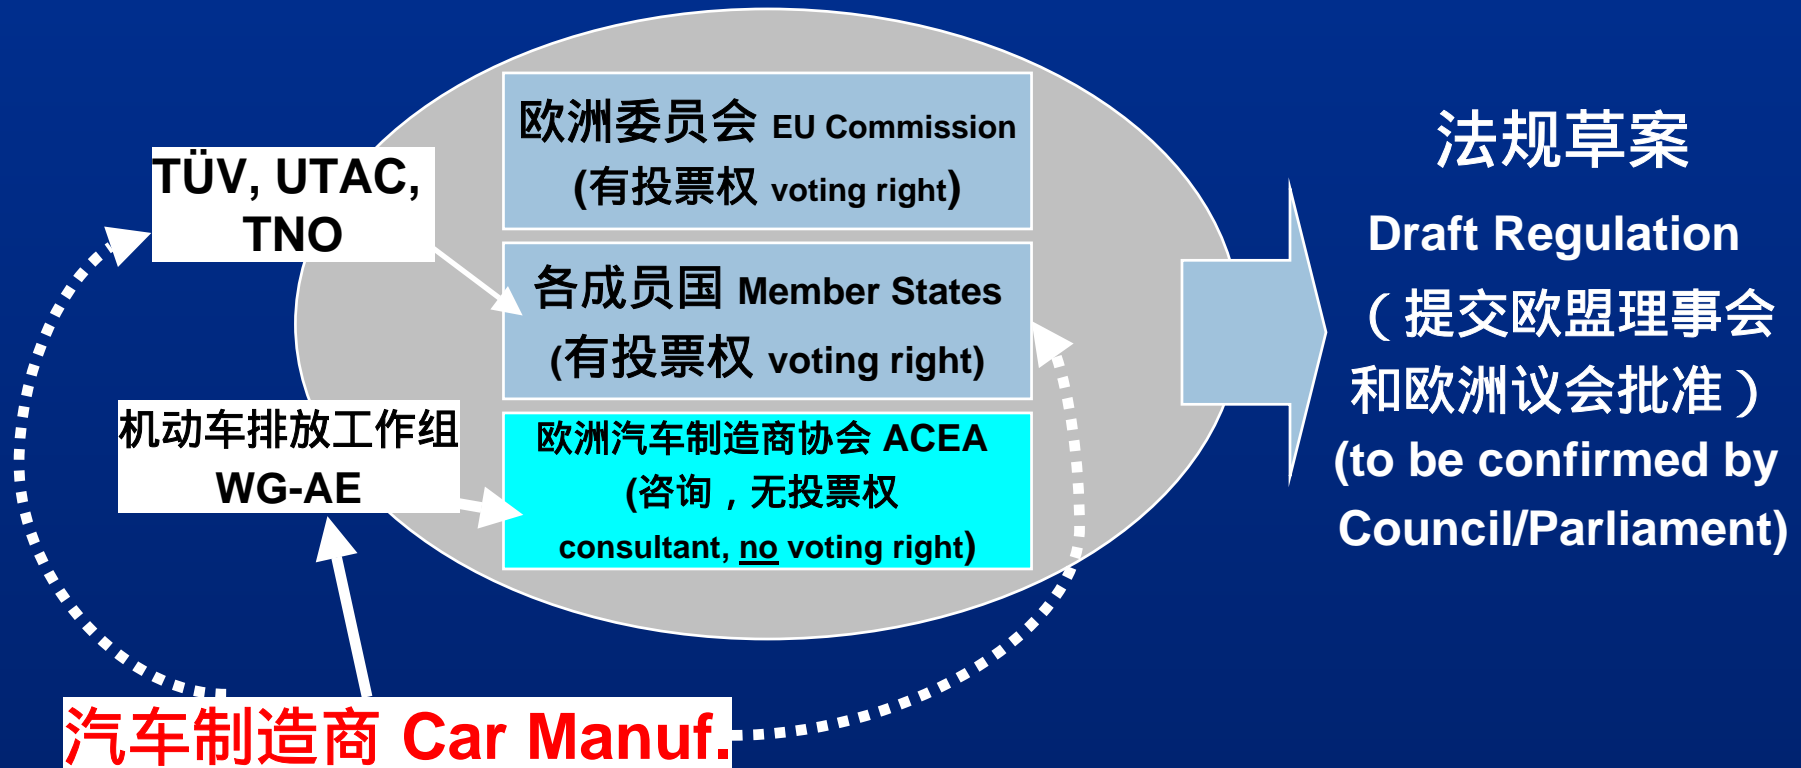 欧洲委员会 EU Commission
(有投票权 voting right)
TÜV, UTAC,
TNO
各成员国 Member States
(有投票权 voting right)
机动车排放工作组
WG-AE
欧洲汽车制造商协会 ACEA
(咨询，无投票权
consultant, no voting right)
汽车制造商 Car Manuf.
法规草案
Draft Regulation
（提交欧盟理事会
和欧洲议会批准）
(to be confirmed by
Council/Parliament)